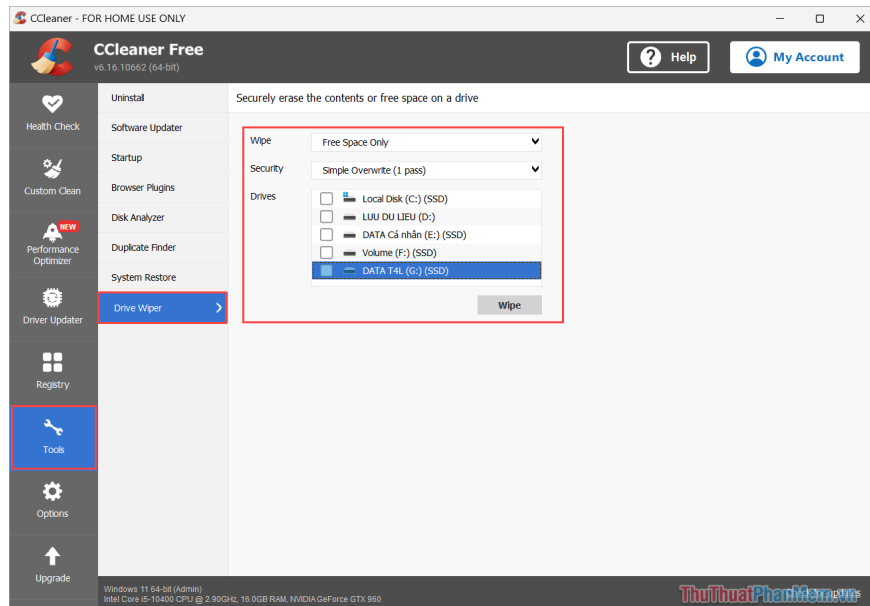 CCleaner - FOR HOME USE ONLY
CCleaner Free
v6.16.10662 (64-bit)
Help
My Account
Health Check
Custom Clean
NEW
Performance
Optimizer
Driver Updater
Registry
Tools
Options
Upgrade
Uninstall
Software Updater
Startup
Browser Plugins
Disk Analyzer
Duplicate Finder
System Restore
Drive Wiper
Securely erase the contents or free space on a drive
Wipe
Free Space Only
Security
Simple Overwrite (1 pass)
Drives
Local Disk (C:) (SSD)
LUU DU LIEU (D:)
DATA Cá nhân (E:) (SSD)
Volume (F:) (SSD)
DATA T4L (G:) (SSD)
Wipe
Windows 11 64-bit (Admin)
Intel Core i5-10400 CPU @ 2.90GHz, 16.0GB RAM, NVIDIA GeForce GTX 960
ThuThuatPhanMem.vn